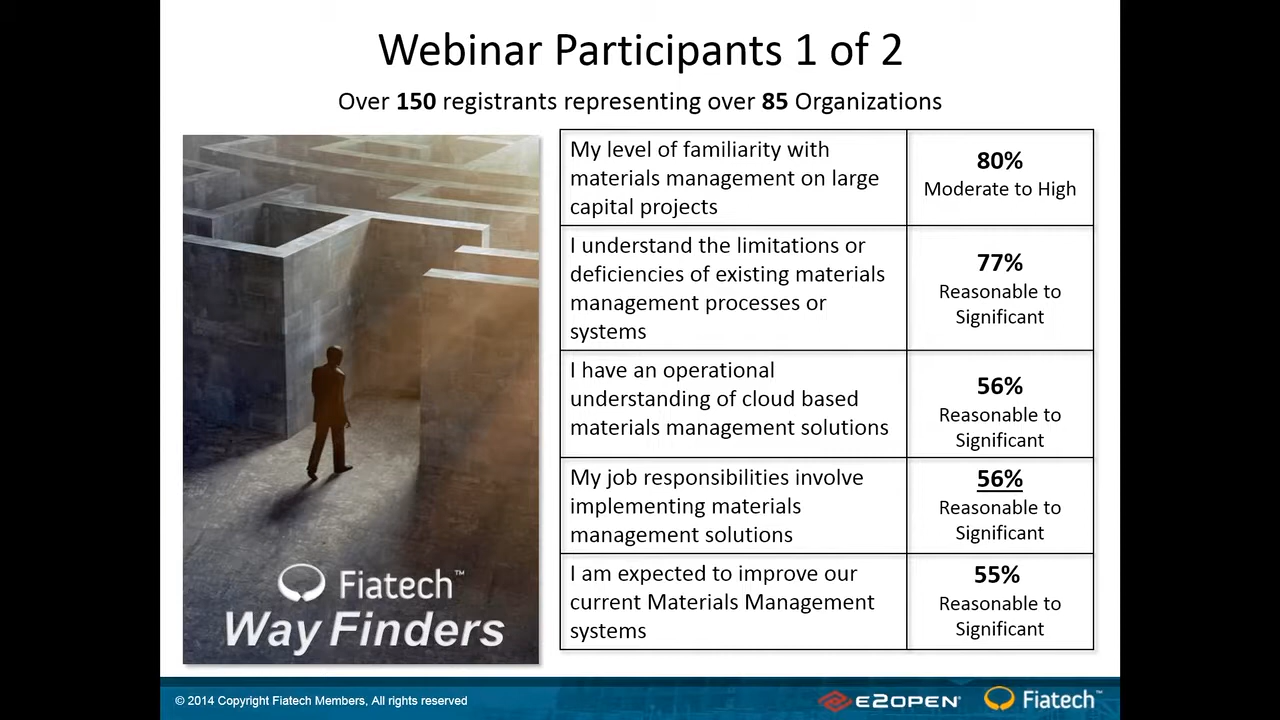 Webinar Participants 1 of 2
Over 150 registrants representing over 85 Organizations
My level of familiarity with
materials management on large
capital projects
80%
Moderate to High
I understand the limitations or
deficiencies of existing materials
management processes or
systems
77%
Reasonable to
Significant
I have an operational
understanding of cloud based
materials management solutions
56%
Reasonable to
Significant
My job responsibilities involve
implementing materials
management solutions
56%
Reasonable to
Significant
I am expected to improve our
current Materials Management
systems
55%
Reasonable to
Significant
Fiatech™
Way Finders
© 2014 Copyright Fiatech Members, All rights reserved
E2OPEN
Fiatech™